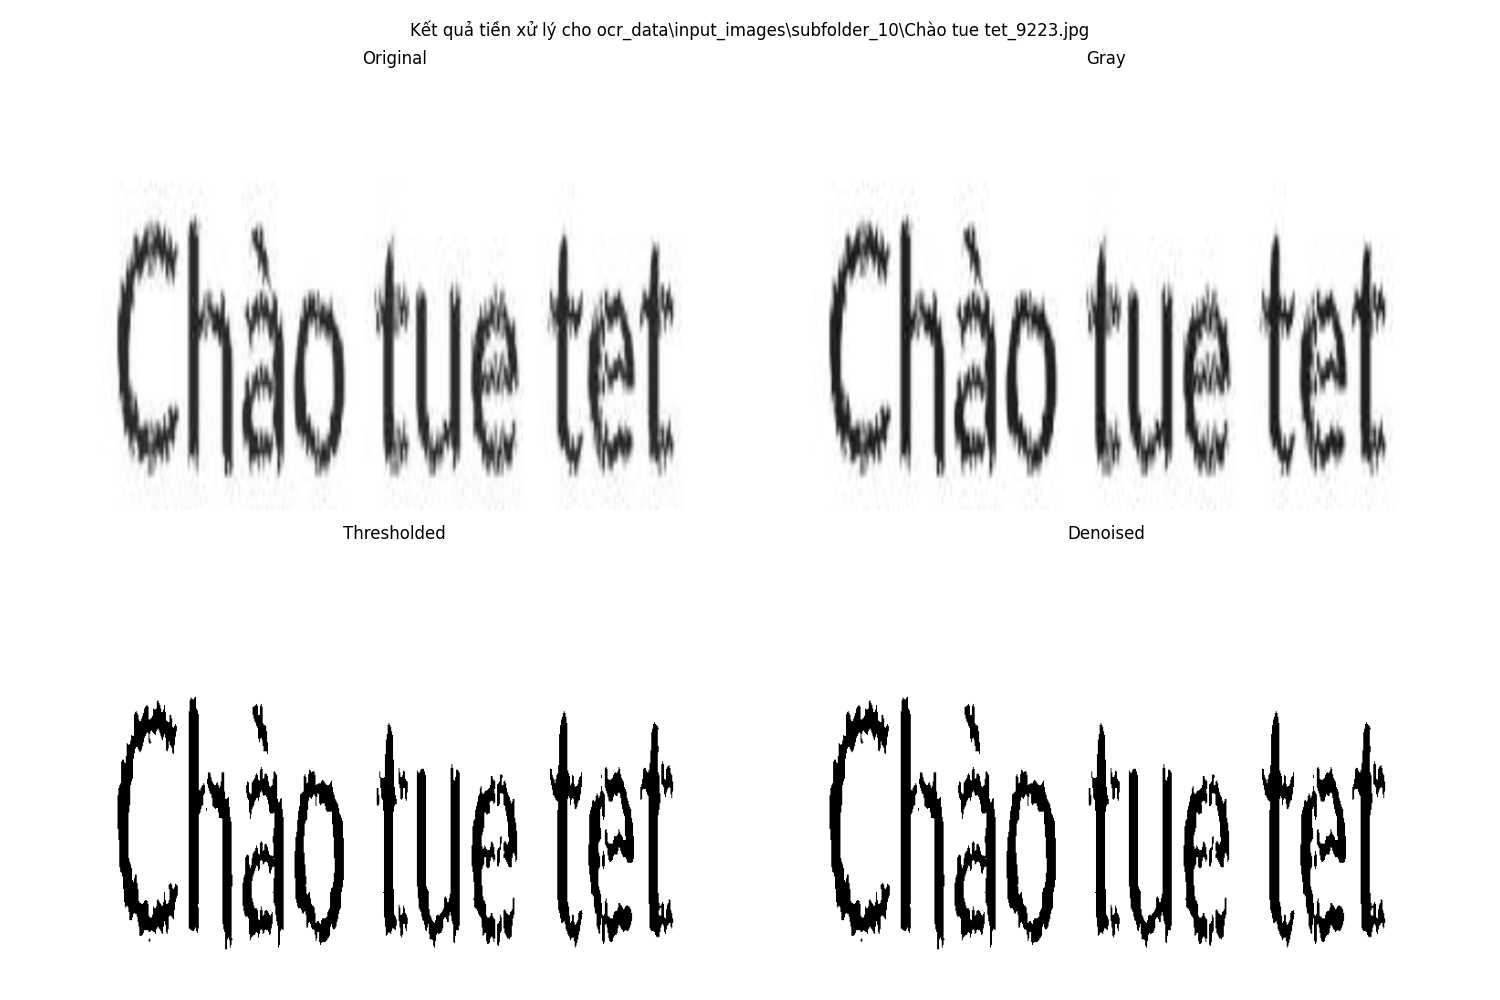 Kết quả tiền xử lý cho ocr_data\input_images\subfolder_10\Chào tue tet_9223.jpg
Original
Gray
Chào tue tet
Chào tue tet
Thresholded
Denoised
Chào tue tet
Chào tue tet